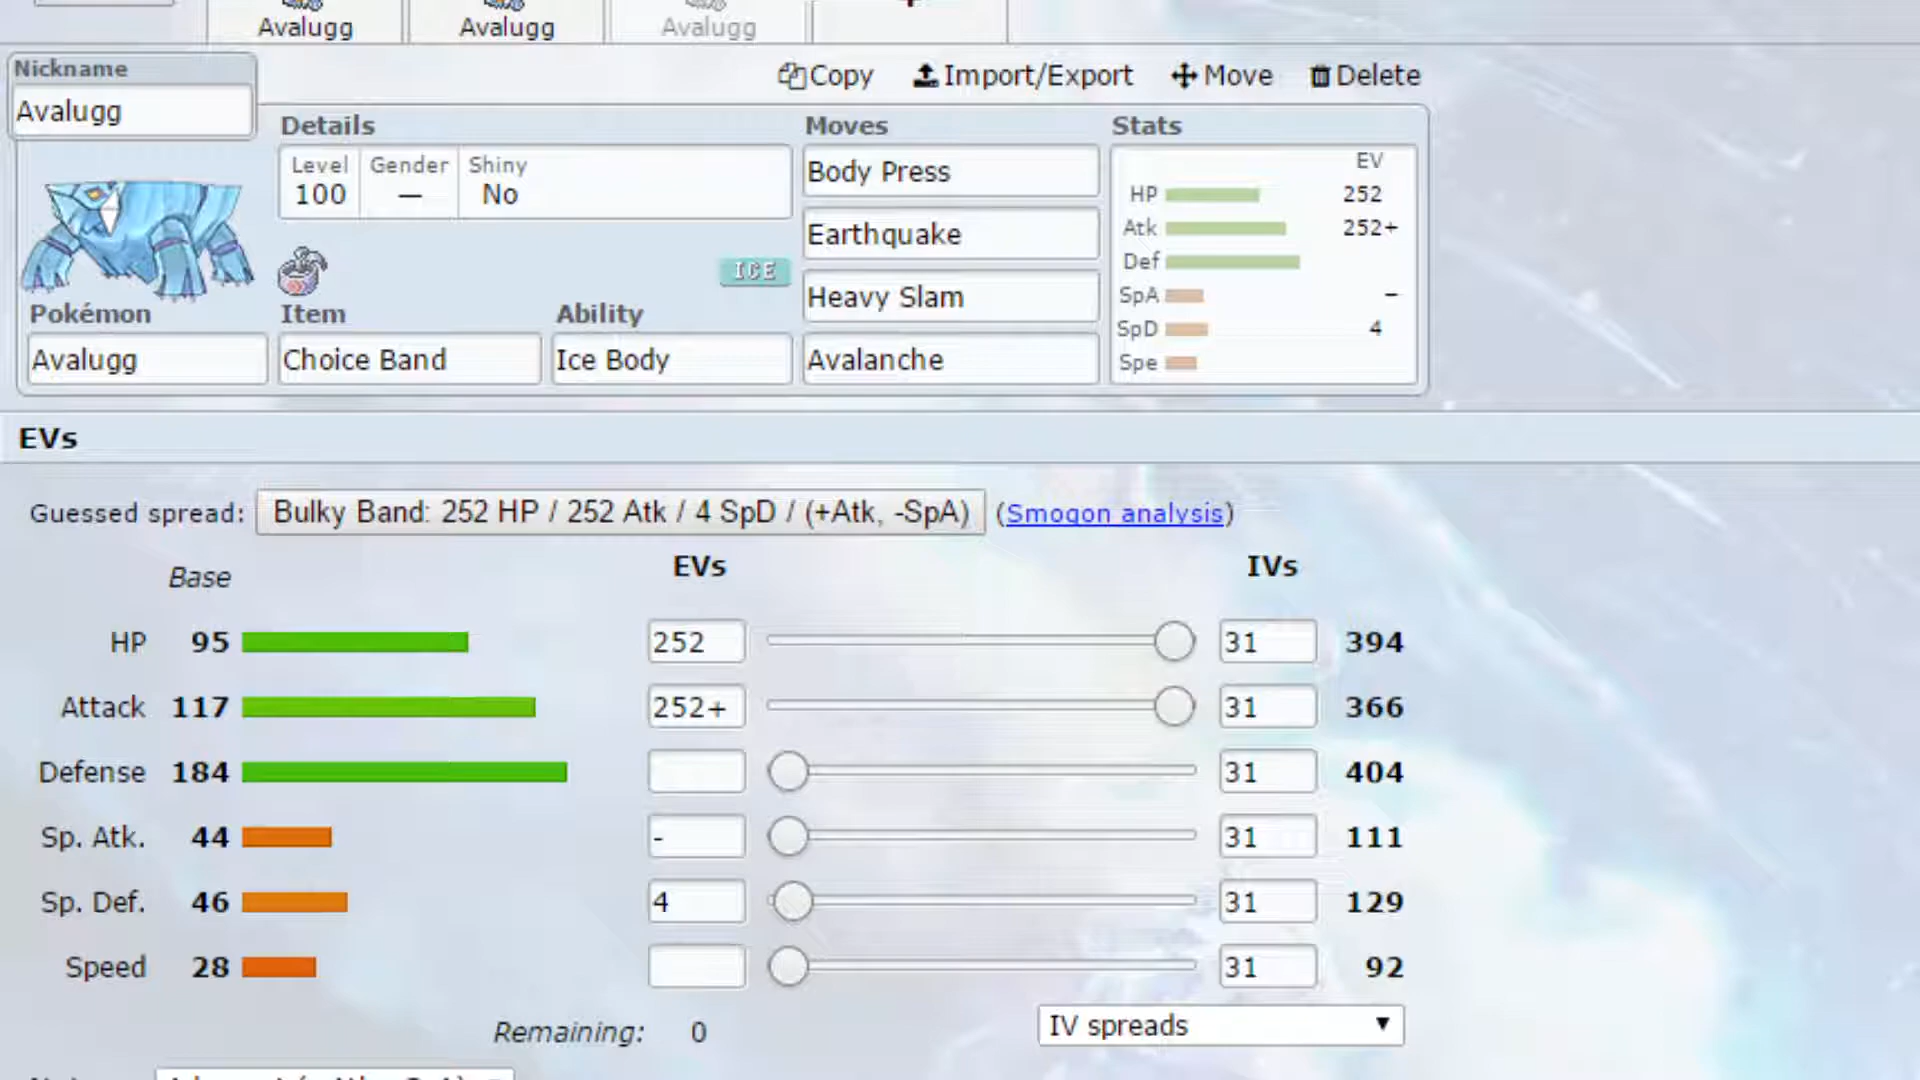 Avalugg Avalugg Avalugg
Nickname
Avalugg
Copy Import/Export Move Delete
Details Moves Stats
Level Gender Shiny
100 — No
Body Press
Earthquake
Heavy Slam
Avalanche
EV
HP 252
Atk 252+
Def
SpA -
SpD 4
Spe
ICE
Pokémon Item Ability
Avalugg Choice Band Ice Body
EVs
Guessed spread: Bulky Band: 252 HP / 252 Atk / 4 SpD / (+Atk, -SpA) (Smogon analysis)
Base EVs IVs
HP 95 252 31 394
Attack 117 252+ 31 366
Defense 184 31 404
Sp. Atk. 44 - 31 111
Sp. Def. 46 4 31 129
Speed 28 31 92
Remaining: 0 IV spreads